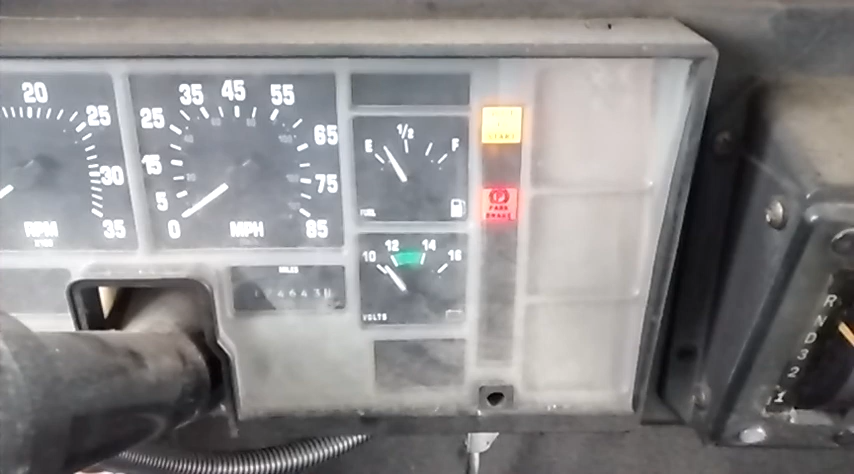 20
25
30
35
RPM
X100
0
5
15
25
35
45
55
65
75
85
MPH
E
1/2
F
FUEL
10
12
14
16
VOLTS
MILES
START
PARK
BRAKE
R
N
D
3
2
1